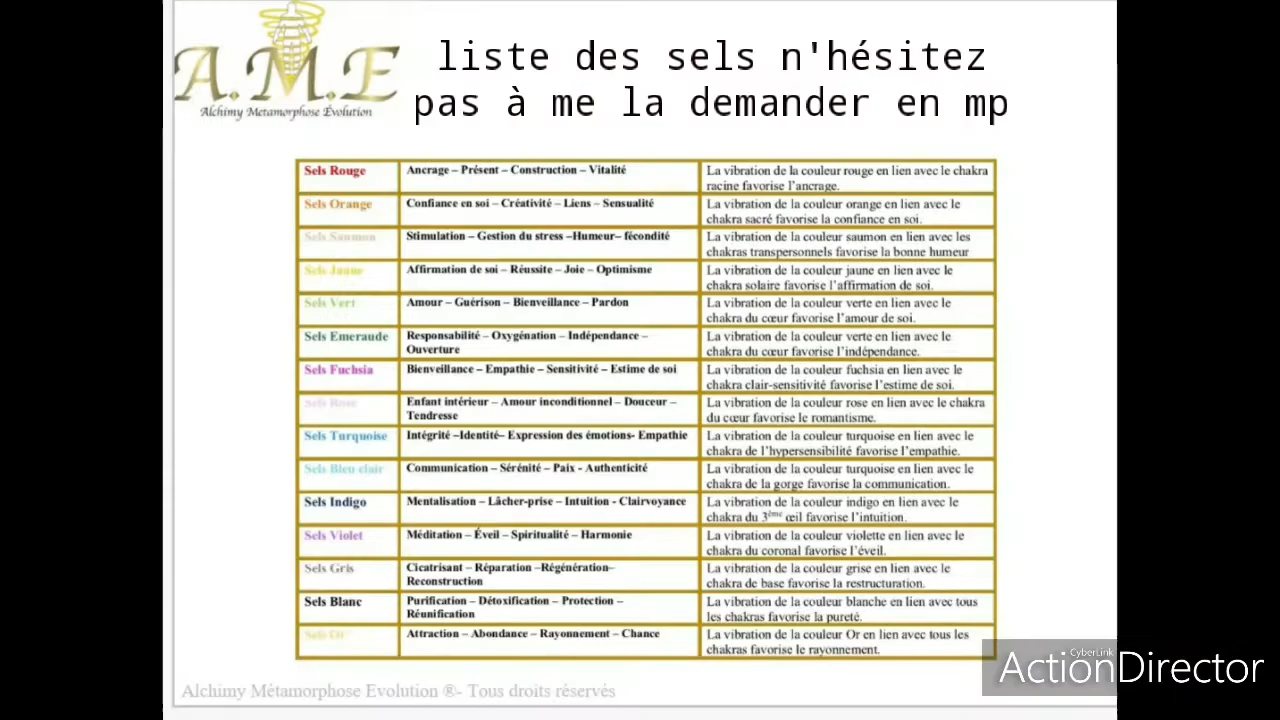 A.M.E
Alchimy Metamorphose Évolution
liste des sels n'hésitez
pas à me la demander en mp
Sels Rouge
Ancrage – Présent – Construction – Vitalité
La vibration de la couleur rouge en lien avec le chakra
racine favorise l'ancrage.
Sels Orange
Confiance en soi – Créativité – Liens – Sensualité
La vibration de la couleur orange en lien avec le
chakra sacré favorise la confiance en soi.
Sels Saumon
Stimulation – Gestion du stress –Humeur– fécondité
La vibration de la couleur saumon en lien avec les
chakras transpersonnels favorise la bonne humeur
Sels Jaune
Affirmation de soi – Réussite – Joie – Optimisme
La vibration de la couleur jaune en lien avec le
chakra solaire favorise l'affirmation de soi.
Sels Vert
Amour – Guérison – Bienveillance – Pardon
La vibration de la couleur verte en lien avec le
chakra du cœur favorise l'amour de soi.
Sels Emeraude
Responsabilité – Oxygénation – Indépendance –
Ouverture
La vibration de la couleur verte en lien avec le
chakra du cœur favorise l'indépendance.
Sels Fuchsia
Bienveillance – Empathie – Sensitivité – Estime de soi
La vibration de la couleur fuchsia en lien avec le
chakra clair-sensitivité favorise l'estime de soi.
Sels Rose
Enfant intérieur – Amour inconditionnel – Douceur –
Tendresse
La vibration de la couleur rose en lien avec le chakra
du cœur favorise le romantisme.
Sels Turquoise
Intégrité –Identité– Expression des émotions- Empathie
La vibration de la couleur turquoise en lien avec le
chakra de l'hypersensibilité favorise l'empathie.
Sels Bleu clair
Communication – Sérénité – Paix - Authenticité
La vibration de la couleur turquoise en lien avec le
chakra de la gorge favorise la communication.
Sels Indigo
Mentalisation – Lâcher-prise – Intuition - Clairvoyance
La vibration de la couleur indigo en lien avec le
chakra du 3ème œil favorise l'intuition.
Sels Violet
Méditation – Éveil – Spiritualité – Harmonie
La vibration de la couleur violette en lien avec le
chakra du coronal favorise l'éveil.
Sels Gris
Cicatrisant – Réparation –Régénération–
Reconstruction
La vibration de la couleur grise en lien avec le
chakra de base favorise la restructuration.
Sels Blanc
Purification – Détoxification – Protection –
Réunification
La vibration de la couleur blanche en lien avec tous
les chakras favorise la pureté.
Sels Or
Attraction – Abondance – Rayonnement – Chance
La vibration de la couleur Or en lien avec tous les
chakras favorise le rayonnement.
Alchimy Métamorphose Evolution ®- Tous droits réservés
CyberLink
ActionDirector